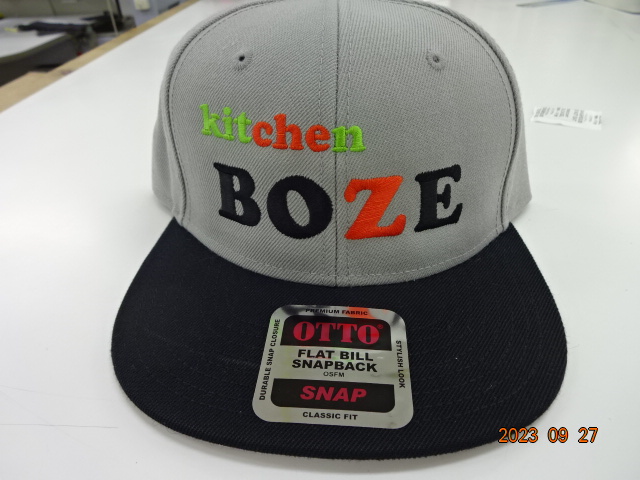 kitchen
BOZE
PREMIUM FABRIC
DURABLE SNAP CLOSURE
OTTO
FLAT BILL
SNAPBACK
OSFM
SNAP
STYLISH LOOK
CLASSIC FIT
2023 09 27